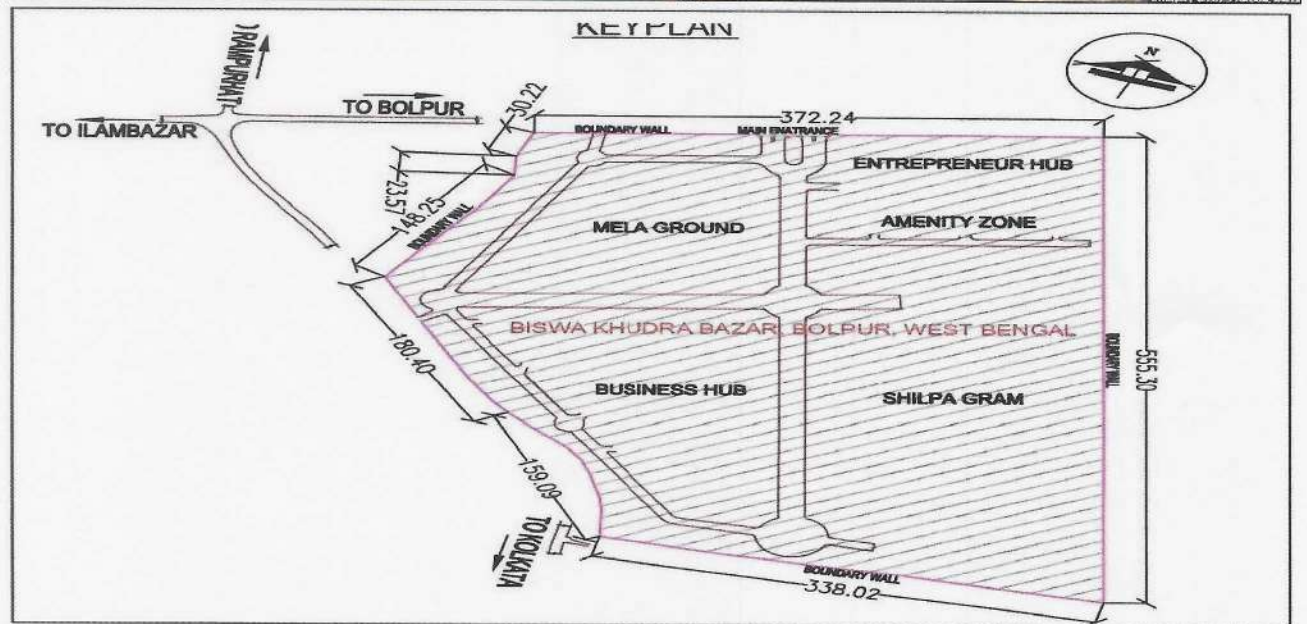 KEYPLAN
RAMPURHAT
TO BOLPUR
TO ILAMBAZAR
30.22
372.24
BOUNDARY WALL
MAIN ENATRANCE
N
ENTREPRENEUR HUB
23.57
148.25
BOUNDARY WALL
MELA GROUND
AMENITY ZONE
BISWA KHUDRA BAZAR, BOLPUR, WEST BENGAL
180.40
BUSINESS HUB
SHILPA GRAM
BOUNDARY WALL
555.30
159.09
TO KOLKATA
BOUNDARY WALL
338.02